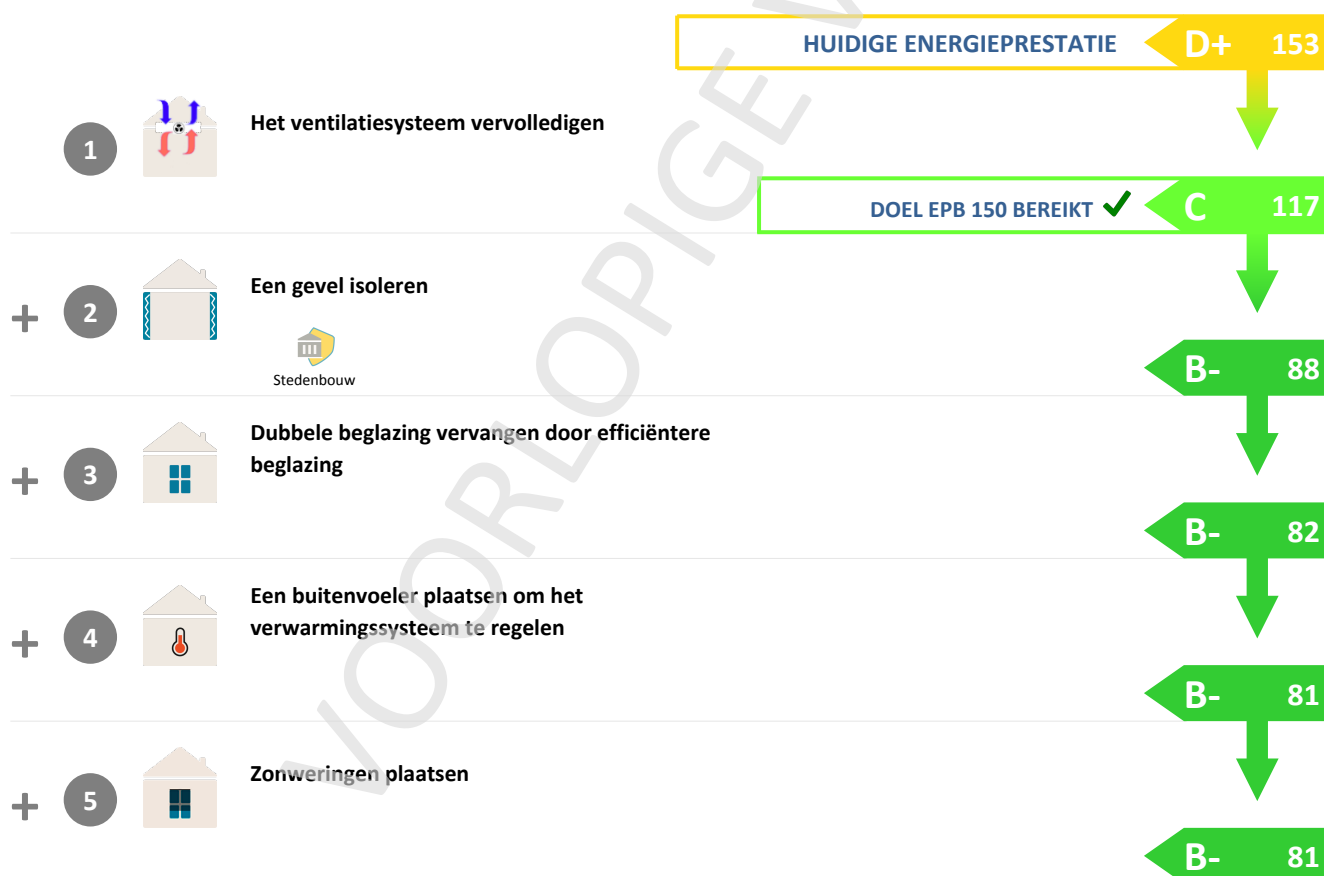 HUIDIGE ENERGIEPRESTATIE D+ 153
1 Het ventilatiesysteem vervolledigen
DOEL EPB 150 BEREIKT ✓ C 117
+ 2 Een gevel isoleren
Stedenbouw
B- 88
+ 3 Dubbele beglazing vervangen door efficiëntere
beglazing
B- 82
+ 4 Een buitenvoeler plaatsen om het
verwarmingssysteem te regelen
B- 81
+ 5 Zonweringen plaatsen
B- 81
VOORLOPIGE V